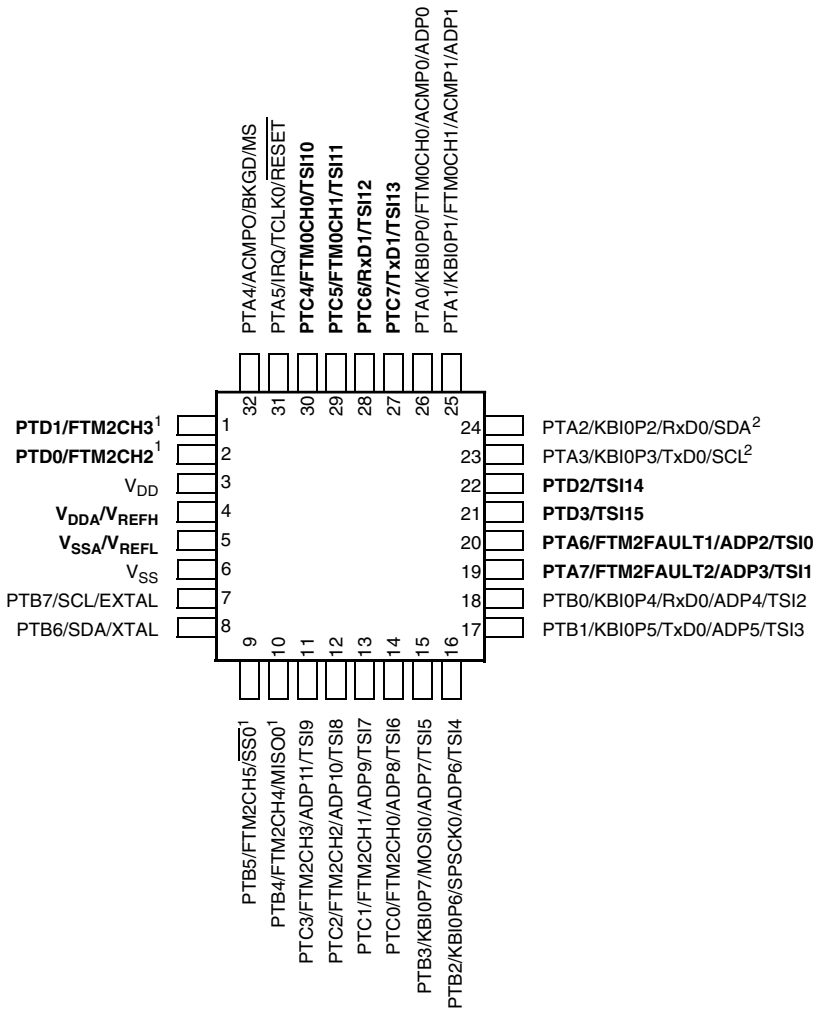 PTA4/ACMPO/BKGD/MS
PTA5/IRQ/TCLK0/RESET
PTC4/FTM0CH0/TSI10
PTC5/FTM0CH1/TSI11
PTC6/RxD1/TSI12
PTC7/TxD1/TSI13
PTA0/KBI0P0/FTM0CH0/ACMP0/ADP0
PTA1/KBI0P1/FTM0CH1/ACMP1/ADP1
32 31 30 29 28 27 26 25
PTD1/FTM2CH3¹ 1
PTD0/FTM2CH2¹ 2
VDD 3
VDDA/VREFH 4
VSSA/VREFL 5
VSS 6
PTB7/SCL/EXTAL 7
PTB6/SDA/XTAL 8
24 PTA2/KBI0P2/RxD0/SDA²
23 PTA3/KBI0P3/TxD0/SCL²
22 PTD2/TSI14
21 PTD3/TSI15
20 PTA6/FTM2FAULT1/ADP2/TSI0
19 PTA7/FTM2FAULT2/ADP3/TSI1
18 PTB0/KBI0P4/RxD0/ADP4/TSI2
17 PTB1/KBI0P5/TxD0/ADP5/TSI3
9 10 11 12 13 14 15 16
PTB5/FTM2CH5/SS0¹
PTB4/FTM2CH4/MISO0¹
PTC3/FTM2CH3/ADP11/TSI9
PTC2/FTM2CH2/ADP10/TSI8
PTC1/FTM2CH1/ADP9/TSI7
PTC0/FTM2CH0/ADP8/TSI6
PTB3/KBI0P7/MOSI0/ADP7/TSI5
PTB2/KBI0P6/SPSCK0/ADP6/TSI4